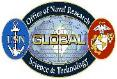 Office of Naval Research
GLOBAL
Science & Technology